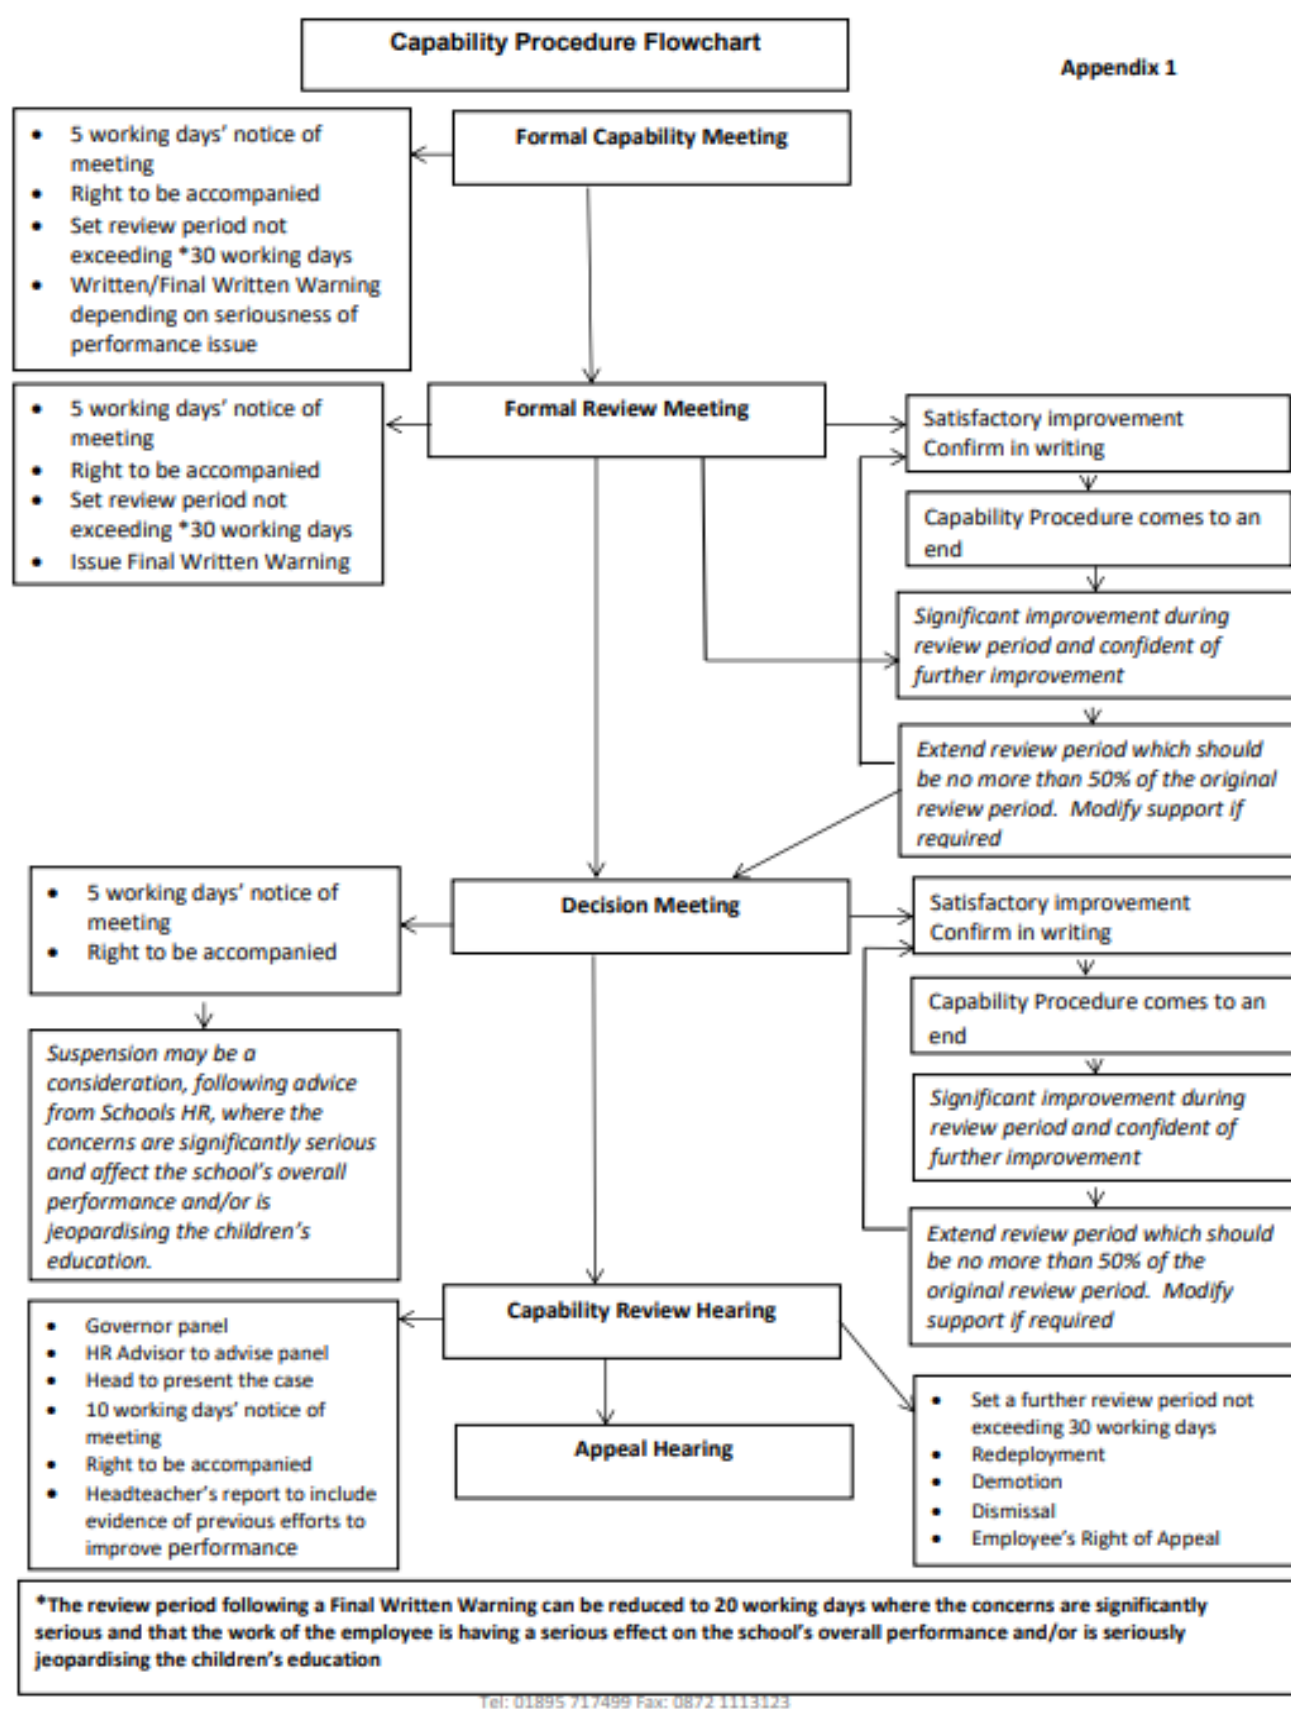 Capability Procedure Flowchart
Appendix 1
• 5 working days' notice of
meeting
• Right to be accompanied
• Set review period not
exceeding *30 working days
• Written/Final Written Warning
depending on seriousness of
performance issue
Formal Capability Meeting
• 5 working days' notice of
meeting
• Right to be accompanied
• Set review period not
exceeding *30 working days
• Issue Final Written Warning
Formal Review Meeting
Satisfactory improvement
Confirm in writing
Capability Procedure comes to an
end
Significant improvement during
review period and confident of
further improvement
Extend review period which should
be no more than 50% of the original
review period. Modify support if
required
• 5 working days' notice of
meeting
• Right to be accompanied
Decision Meeting
Satisfactory improvement
Confirm in writing
Capability Procedure comes to an
end
Significant improvement during
review period and confident of
further improvement
Extend review period which should
be no more than 50% of the
original review period. Modify
support if required
Suspension may be a
consideration, following advice
from Schools HR, where the
concerns are significantly serious
and affect the school's overall
performance and/or is
jeopardising the children's
education.
Capability Review Hearing
• Governor panel
• HR Advisor to advise panel
• Head to present the case
• 10 working days' notice of
meeting
• Right to be accompanied
• Headteacher's report to include
evidence of previous efforts to
improve performance
Appeal Hearing
• Set a further review period not
exceeding 30 working days
• Redeployment
• Demotion
• Dismissal
• Employee's Right of Appeal
*The review period following a Final Written Warning can be reduced to 20 working days where the concerns are significantly
serious and that the work of the employee is having a serious effect on the school's overall performance and/or is seriously
jeopardising the children's education
Tel: 01895 717499 Fax: 0872 1113123